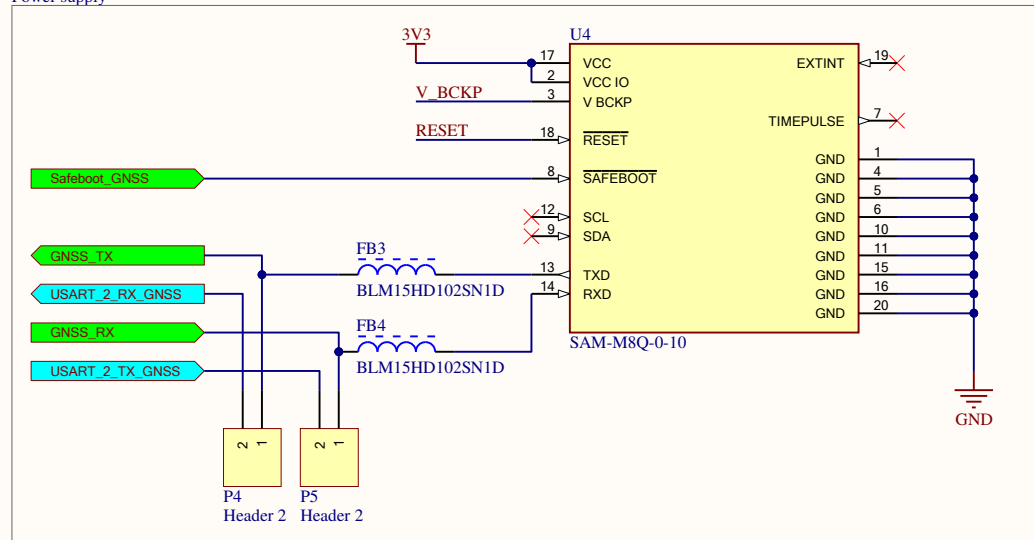 Power supply
U4
3V3
17 VCC
2 VCC IO
V_BCKP 3 V BCKP
RESET 18 RESET
Safeboot_GNSS 8 SAFEBOOT
12 SCL
9 SDA
13 TXD
14 RXD
EXTINT 19
TIMEPULSE 7
GND 1
GND 4
GND 5
GND 6
GND 10
GND 11
GND 15
GND 16
GND 20
SAM-M8Q-0-10
GND
GNSS_TX
USART_2_RX_GNSS
GNSS_RX
USART_2_TX_GNSS
FB3
BLM15HD102SN1D
FB4
BLM15HD102SN1D
2 1
P4
Header 2
2 1
P5
Header 2